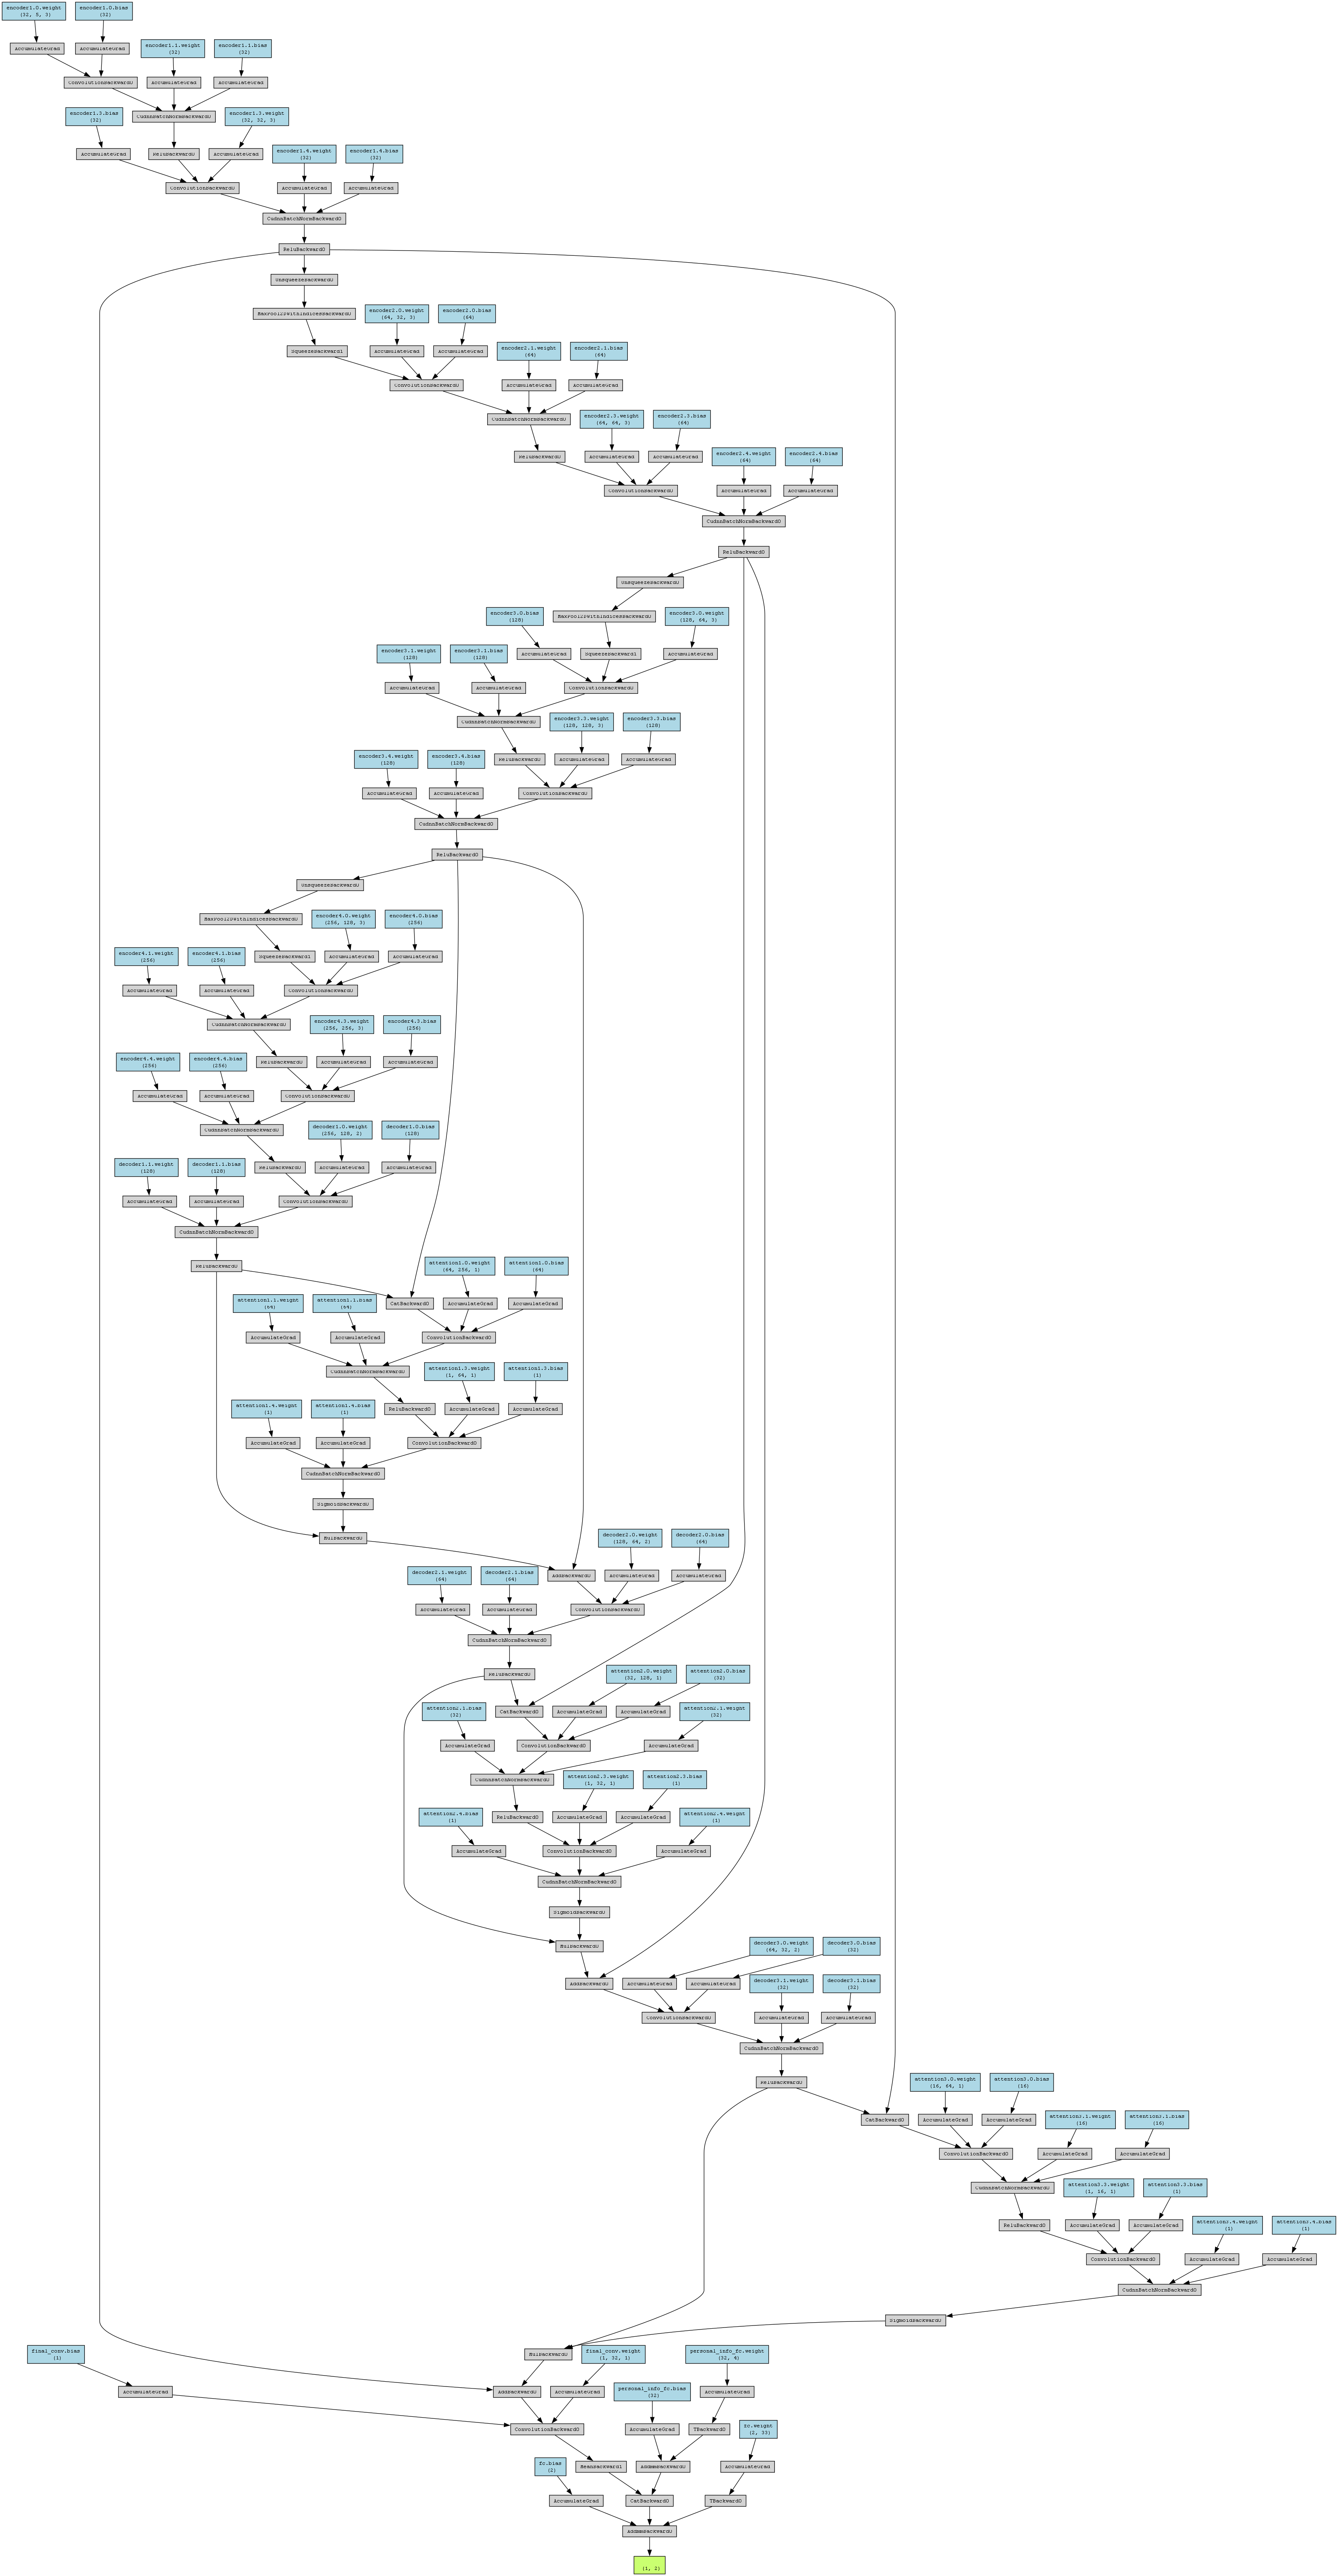 encoder1.0.weight
(32, 5, 3)
encoder1.0.bias
(32)
AccumulateGrad
AccumulateGrad
encoder1.1.weight
(32)
encoder1.1.bias
(32)
ConvolutionBackward0
AccumulateGrad
AccumulateGrad
encoder1.3.bias
(32)
CudnnBatchNormBackward0
encoder1.3.weight
(32, 32, 3)
AccumulateGrad
ReluBackward0
AccumulateGrad
encoder1.4.weight
(32)
encoder1.4.bias
(32)
ConvolutionBackward0
AccumulateGrad
AccumulateGrad
CudnnBatchNormBackward0
ReluBackward0
UnsqueezeBackward0
MaxPool2DWithIndicesBackward0
encoder2.0.weight
(64, 32, 3)
encoder2.0.bias
(64)
SqueezeBackward1
AccumulateGrad
AccumulateGrad
encoder2.1.weight
(64)
encoder2.1.bias
(64)
ConvolutionBackward0
AccumulateGrad
AccumulateGrad
CudnnBatchNormBackward0
encoder2.3.weight
(64, 64, 3)
encoder2.3.bias
(64)
ReluBackward0
AccumulateGrad
AccumulateGrad
encoder2.4.weight
(64)
encoder2.4.bias
(64)
ConvolutionBackward0
AccumulateGrad
AccumulateGrad
CudnnBatchNormBackward0
ReluBackward0
UnsqueezeBackward0
encoder3.0.bias
(128)
MaxPool2DWithIndicesBackward0
encoder3.0.weight
(128, 64, 3)
encoder3.1.weight
(128)
encoder3.1.bias
(128)
AccumulateGrad
SqueezeBackward1
AccumulateGrad
AccumulateGrad
AccumulateGrad
ConvolutionBackward0
CudnnBatchNormBackward0
encoder3.3.weight
(128, 128, 3)
encoder3.3.bias
(128)
encoder3.4.weight
(128)
encoder3.4.bias
(128)
ReluBackward0
AccumulateGrad
AccumulateGrad
AccumulateGrad
AccumulateGrad
ConvolutionBackward0
CudnnBatchNormBackward0
ReluBackward0
UnsqueezeBackward0
MaxPool2DWithIndicesBackward0
encoder4.0.weight
(256, 128, 3)
encoder4.0.bias
(256)
encoder4.1.weight
(256)
encoder4.1.bias
(256)
SqueezeBackward1
AccumulateGrad
AccumulateGrad
AccumulateGrad
AccumulateGrad
ConvolutionBackward0
CudnnBatchNormBackward0
encoder4.3.weight
(256, 256, 3)
encoder4.3.bias
(256)
encoder4.4.weight
(256)
encoder4.4.bias
(256)
ReluBackward0
AccumulateGrad
AccumulateGrad
AccumulateGrad
AccumulateGrad
ConvolutionBackward0
CudnnBatchNormBackward0
decoder1.0.weight
(256, 128, 2)
decoder1.0.bias
(128)
decoder1.1.weight
(128)
decoder1.1.bias
(128)
ReluBackward0
AccumulateGrad
AccumulateGrad
AccumulateGrad
AccumulateGrad
ConvolutionBackward0
CudnnBatchNormBackward0
ReluBackward0
attention1.0.weight
(64, 256, 1)
attention1.0.bias
(64)
attention1.1.weight
(64)
attention1.1.bias
(64)
CatBackward0
AccumulateGrad
AccumulateGrad
AccumulateGrad
AccumulateGrad
ConvolutionBackward0
CudnnBatchNormBackward0
attention1.3.weight
(1, 64, 1)
attention1.3.bias
(1)
attention1.4.weight
(1)
attention1.4.bias
(1)
ReluBackward0
AccumulateGrad
AccumulateGrad
AccumulateGrad
AccumulateGrad
ConvolutionBackward0
CudnnBatchNormBackward0
SigmoidBackward0
MulBackward0
decoder2.0.weight
(128, 64, 2)
decoder2.0.bias
(64)
decoder2.1.weight
(64)
decoder2.1.bias
(64)
AddBackward0
AccumulateGrad
AccumulateGrad
AccumulateGrad
AccumulateGrad
ConvolutionBackward0
CudnnBatchNormBackward0
ReluBackward0
attention2.0.weight
(32, 128, 1)
attention2.0.bias
(32)
attention2.1.bias
(32)
CatBackward0
AccumulateGrad
AccumulateGrad
attention2.1.weight
(32)
AccumulateGrad
ConvolutionBackward0
AccumulateGrad
CudnnBatchNormBackward0
attention2.3.weight
(1, 32, 1)
attention2.3.bias
(1)
attention2.4.bias
(1)
ReluBackward0
AccumulateGrad
AccumulateGrad
attention2.4.weight
(1)
AccumulateGrad
ConvolutionBackward0
AccumulateGrad
CudnnBatchNormBackward0
SigmoidBackward0
MulBackward0
decoder3.0.weight
(64, 32, 2)
decoder3.0.bias
(32)
AddBackward0
AccumulateGrad
AccumulateGrad
decoder3.1.weight
(32)
decoder3.1.bias
(32)
ConvolutionBackward0
AccumulateGrad
AccumulateGrad
CudnnBatchNormBackward0
ReluBackward0
attention3.0.weight
(16, 64, 1)
attention3.0.bias
(16)
CatBackward0
AccumulateGrad
AccumulateGrad
attention3.1.weight
(16)
attention3.1.bias
(16)
ConvolutionBackward0
AccumulateGrad
AccumulateGrad
CudnnBatchNormBackward0
attention3.3.weight
(1, 16, 1)
attention3.3.bias
(1)
ReluBackward0
AccumulateGrad
AccumulateGrad
attention3.4.weight
(1)
attention3.4.bias
(1)
ConvolutionBackward0
AccumulateGrad
AccumulateGrad
CudnnBatchNormBackward0
SigmoidBackward0
final_conv.bias
(1)
MulBackward0
final_conv.weight
(1, 32, 1)
personal_info_fc.weight
(32, 4)
AccumulateGrad
AddBackward0
AccumulateGrad
personal_info_fc.bias
(32)
AccumulateGrad
ConvolutionBackward0
AccumulateGrad
TBackward0
fc.weight
(2, 33)
fc.bias
(2)
MeanBackward1
AddmmBackward0
AccumulateGrad
AccumulateGrad
CatBackward0
TBackward0
AddmmBackward0
(1, 2)